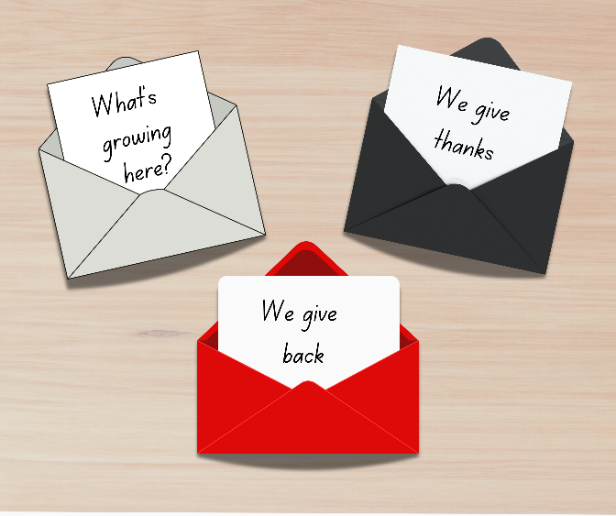 What's
growing
here?
We give
thanks
We give
back